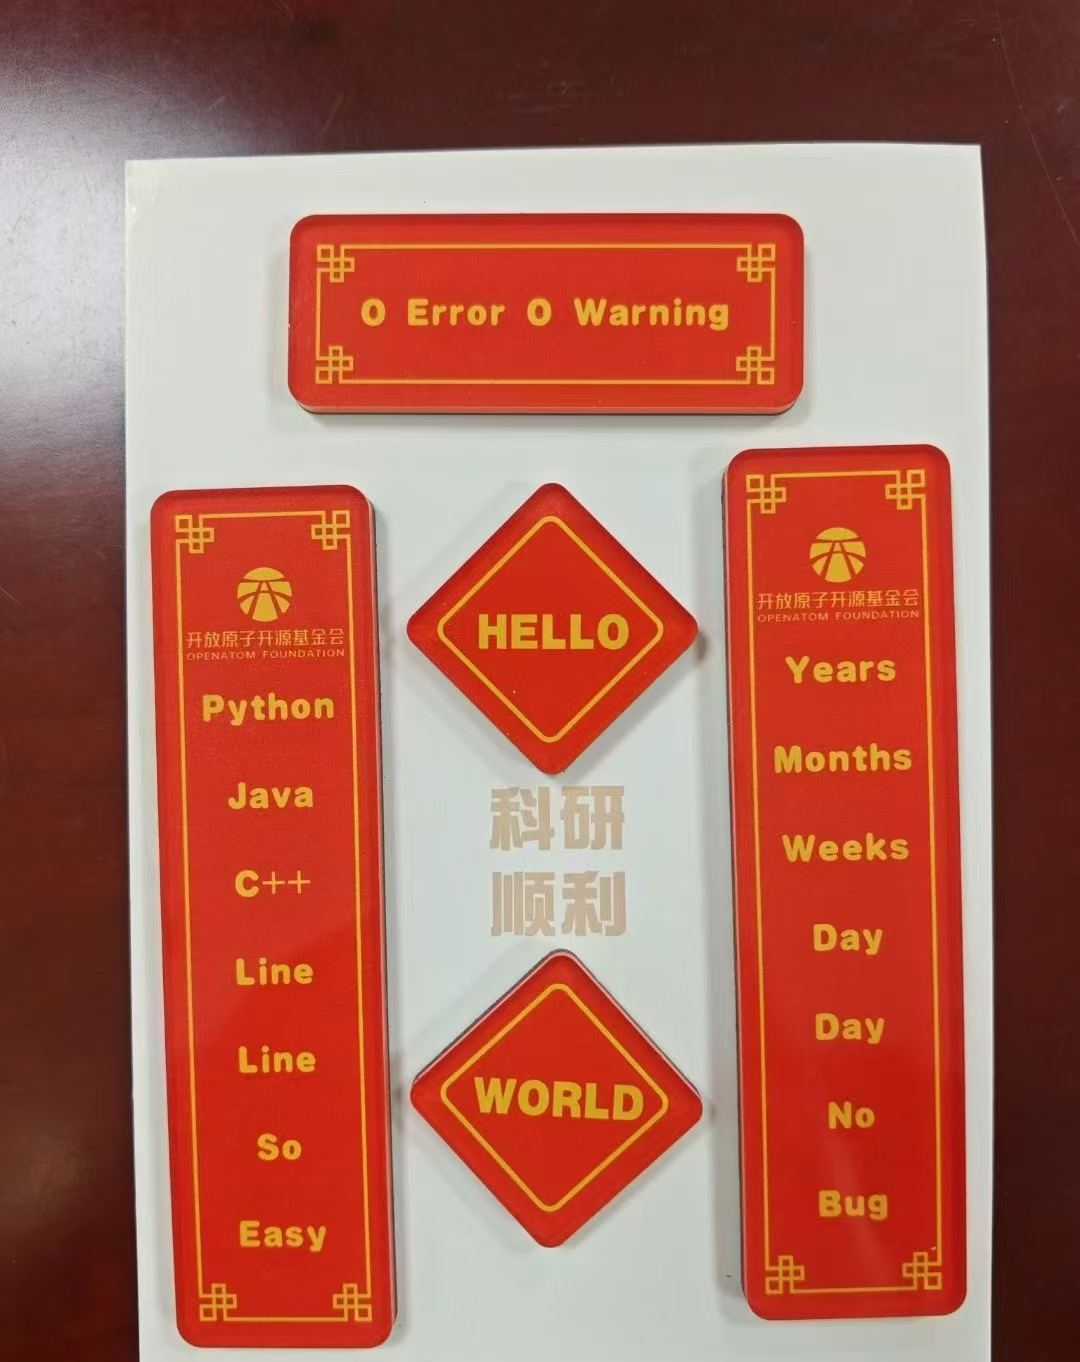 0 Error 0 Warning
开放原子开源基金会
OPENATOM FOUNDATION
Python
Java
C++
Line
Line
So
Easy
HELLO
科研
顺利
WORLD
开放原子开源基金会
OPENATOM FOUNDATION
Years
Months
Weeks
Day
Day
No
Bug